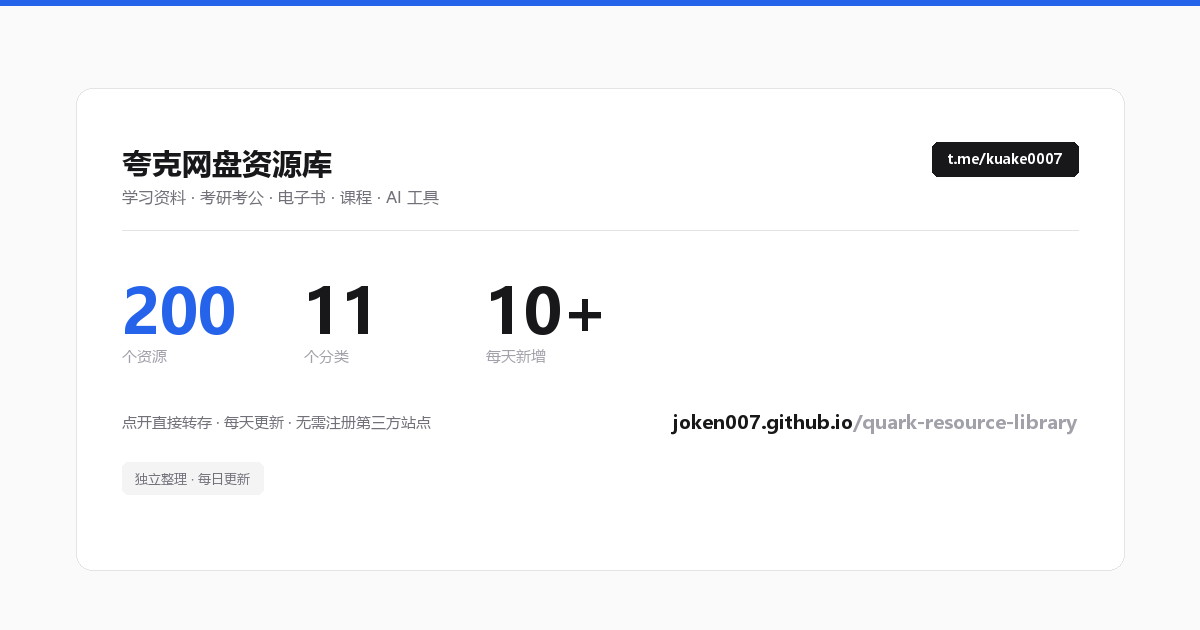 夸克网盘资源库
t.me/kuake0007
学习资料 · 考研考公 · 电子书 · 课程 · AI 工具
200
11
10+
个资源
个分类
每天新增
点开直接转存 · 每天更新 · 无需注册第三方站点
joken007.github.io/quark-resource-library
独立整理 · 每日更新